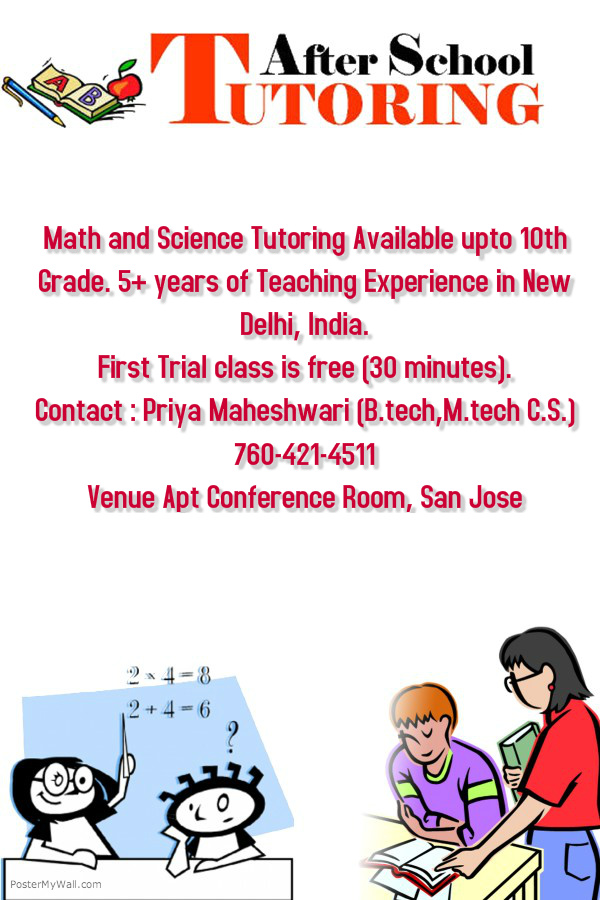 A B
After School
Tutoring
Math and Science Tutoring Available upto 10th
Grade. 5+ years of Teaching Experience in New
Delhi, India.
First Trial class is free (30 minutes).
Contact : Priya Maheshwari (B.tech,M.tech C.S.)
760-421-4511
Venue Apt Conference Room, San Jose
2 × 4 = 8
2 + 4 = 6
?
PosterMyWall.com